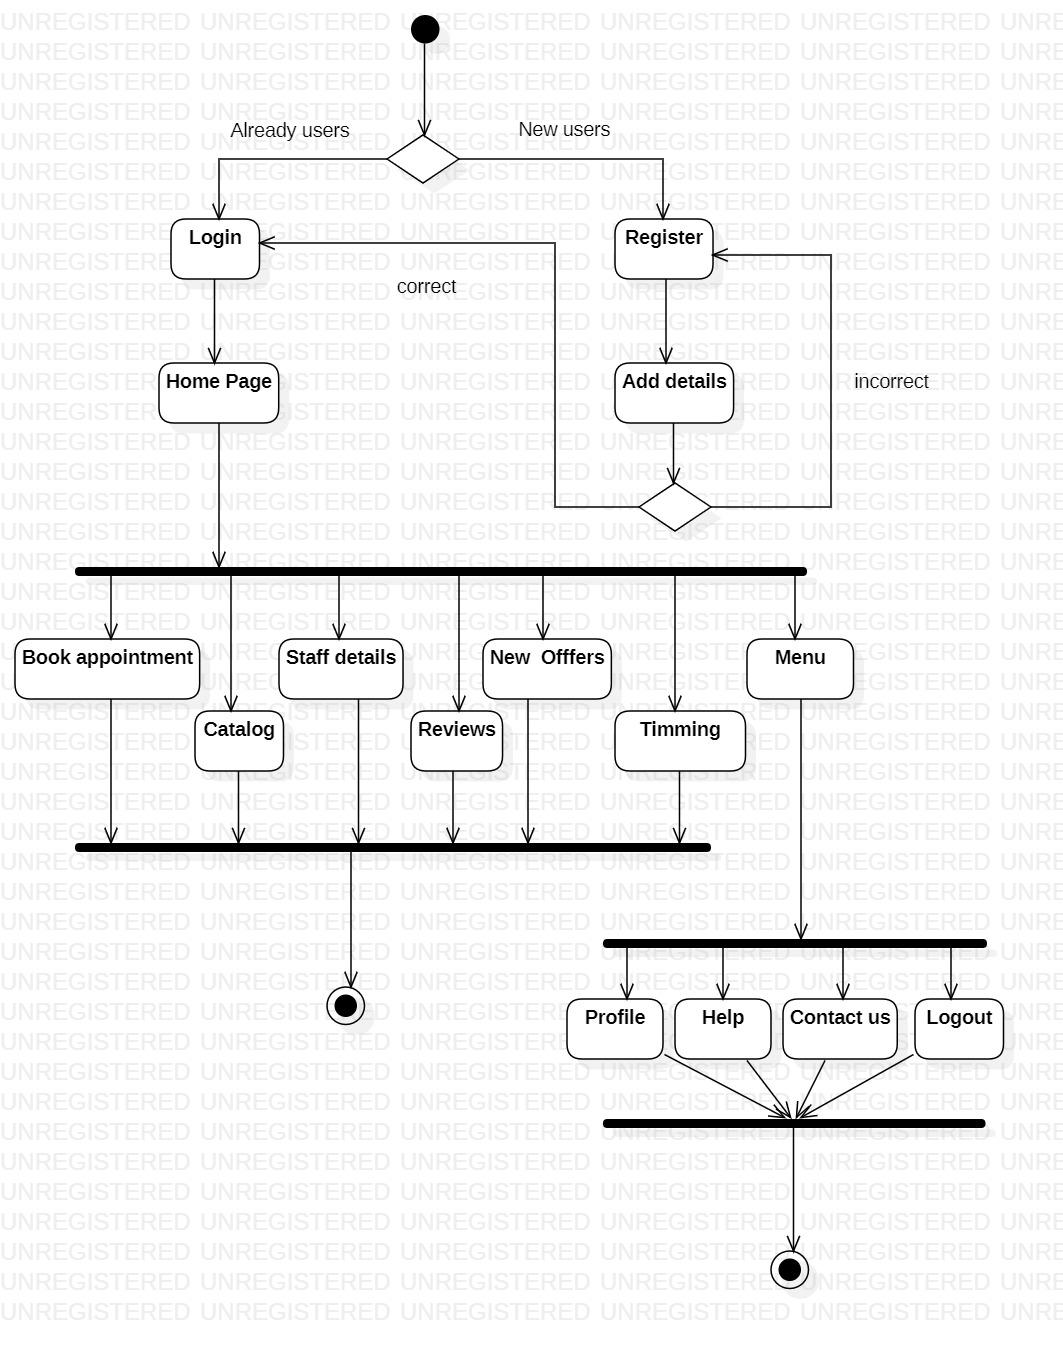 Already users
New users
Login
Register
correct
Home Page
Add details
incorrect
Book appointment
Staff details
New  Offfers
Menu
Catalog
Reviews
Timming
Profile
Help
Contact us
Logout
UNREGISTERED